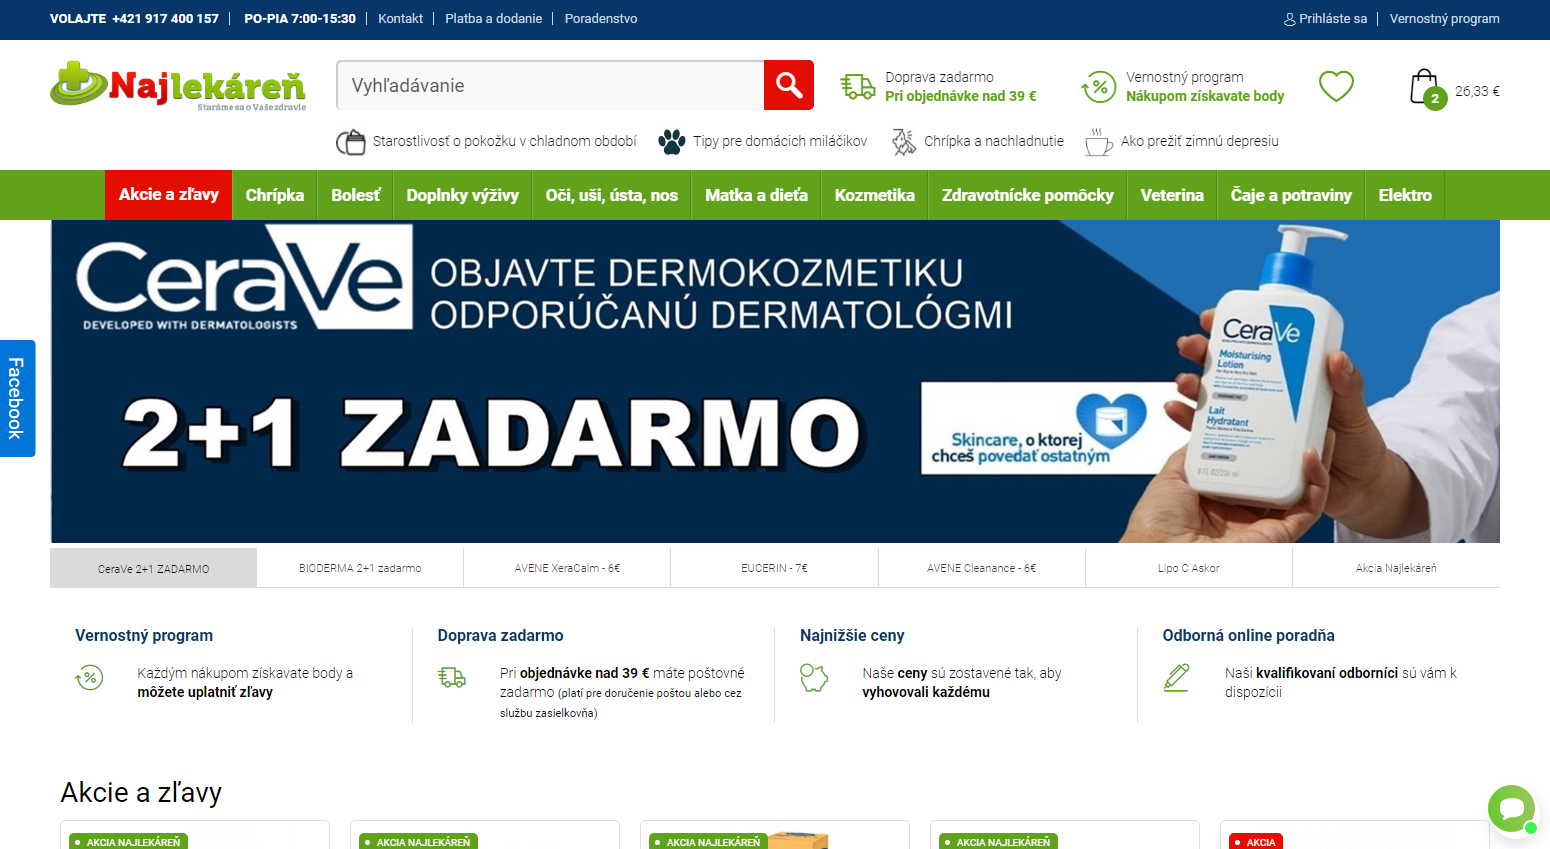 VOLAJTE +421 917 400 157 PO-PIA 7:00-15:30 Kontakt Platba a dodanie Poradenstvo Prihláste sa Vernostný program
Najlekáreň
Staráme sa o Vaše zdravie
Vyhľadávanie
Doprava zadarmo
Pri objednávke nad 39 €
Vernostný program
Nákupom získavate body
2
26,33 €
Starostlivosť o pokožku v chladnom období Tipy pre domácich miláčikov Chrípka a nachladnutie Ako prežiť zimnú depresiu
Akcie a zľavy Chrípka Bolesť Doplnky výživy Oči, uši, ústa, nos Matka a dieťa Kozmetika Zdravotnícke pomôcky Veterina Čaje a potraviny Elektro
CeraVe
DEVELOPED WITH DERMATOLOGISTS
OBJAVTE DERMOKOZMETIKU
ODPORÚČANÚ DERMATOLÓGMI
2+1 ZADARMO
Skincare, o ktorej
chceš povedať ostatným
CeraVe
Moisturising
Lotion
Lait
Hydratant
Facebook
CeraVe 2+1 ZADARMO BIODERMA 2+1 zadarmo AVENE XeraCalm - 6€ EUCERIN - 7€ AVENE Cleanance - 6€ Lipo C Askor Akcia Najlekáreň
Vernostný program
Každým nákupom získavate body a
môžete uplatniť zľavy
Doprava zadarmo
Pri objednávke nad 39 € máte poštovné
zadarmo (platí pre doručenie poštou alebo cez
službu zasielkovňa)
Najnižšie ceny
Naše ceny sú zostavené tak, aby
vyhovovali každému
Odborná online poradňa
Naši kvalifikovaní odborníci sú vám k
dispozícii
Akcie a zľavy
AKCIA NAJLEKÁREŇ AKCIA NAJLEKÁREŇ AKCIA NAJLEKÁREŇ AKCIA NAJLEKÁREŇ AKCIA